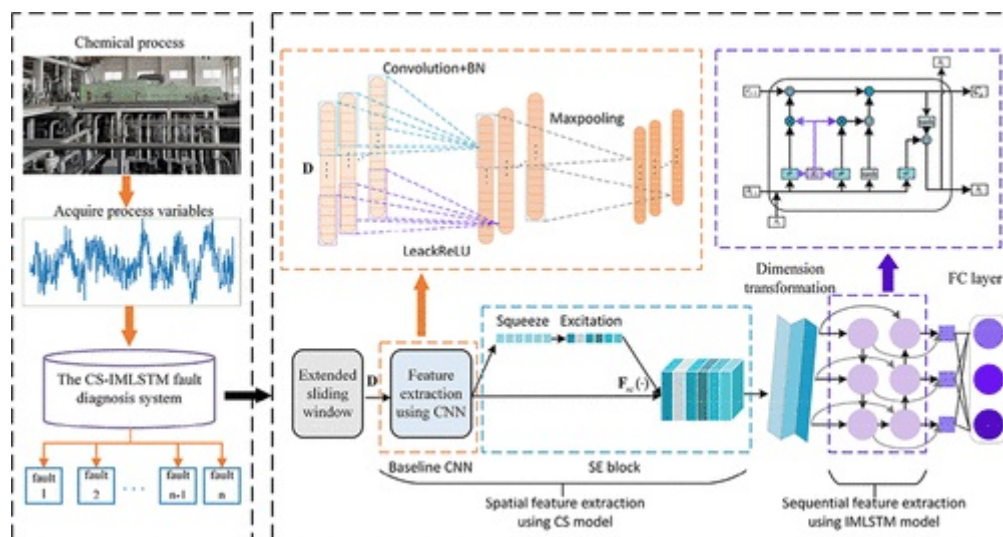 Chemical process
Acquire process variables
The CS-IMLSTM fault
diagnosis system
fault
1
fault
2
...
fault
n-1
fault
n
Convolution+BN
Maxpooling
D
LeackReLU
Extended
sliding
window
D
Feature
extraction
using CNN
Baseline CNN
Squeeze
Excitation
SE block
Spatial feature extraction
using CS model
Dimension
transformation
FC layer
Sequential feature extraction
using IMLSTM model